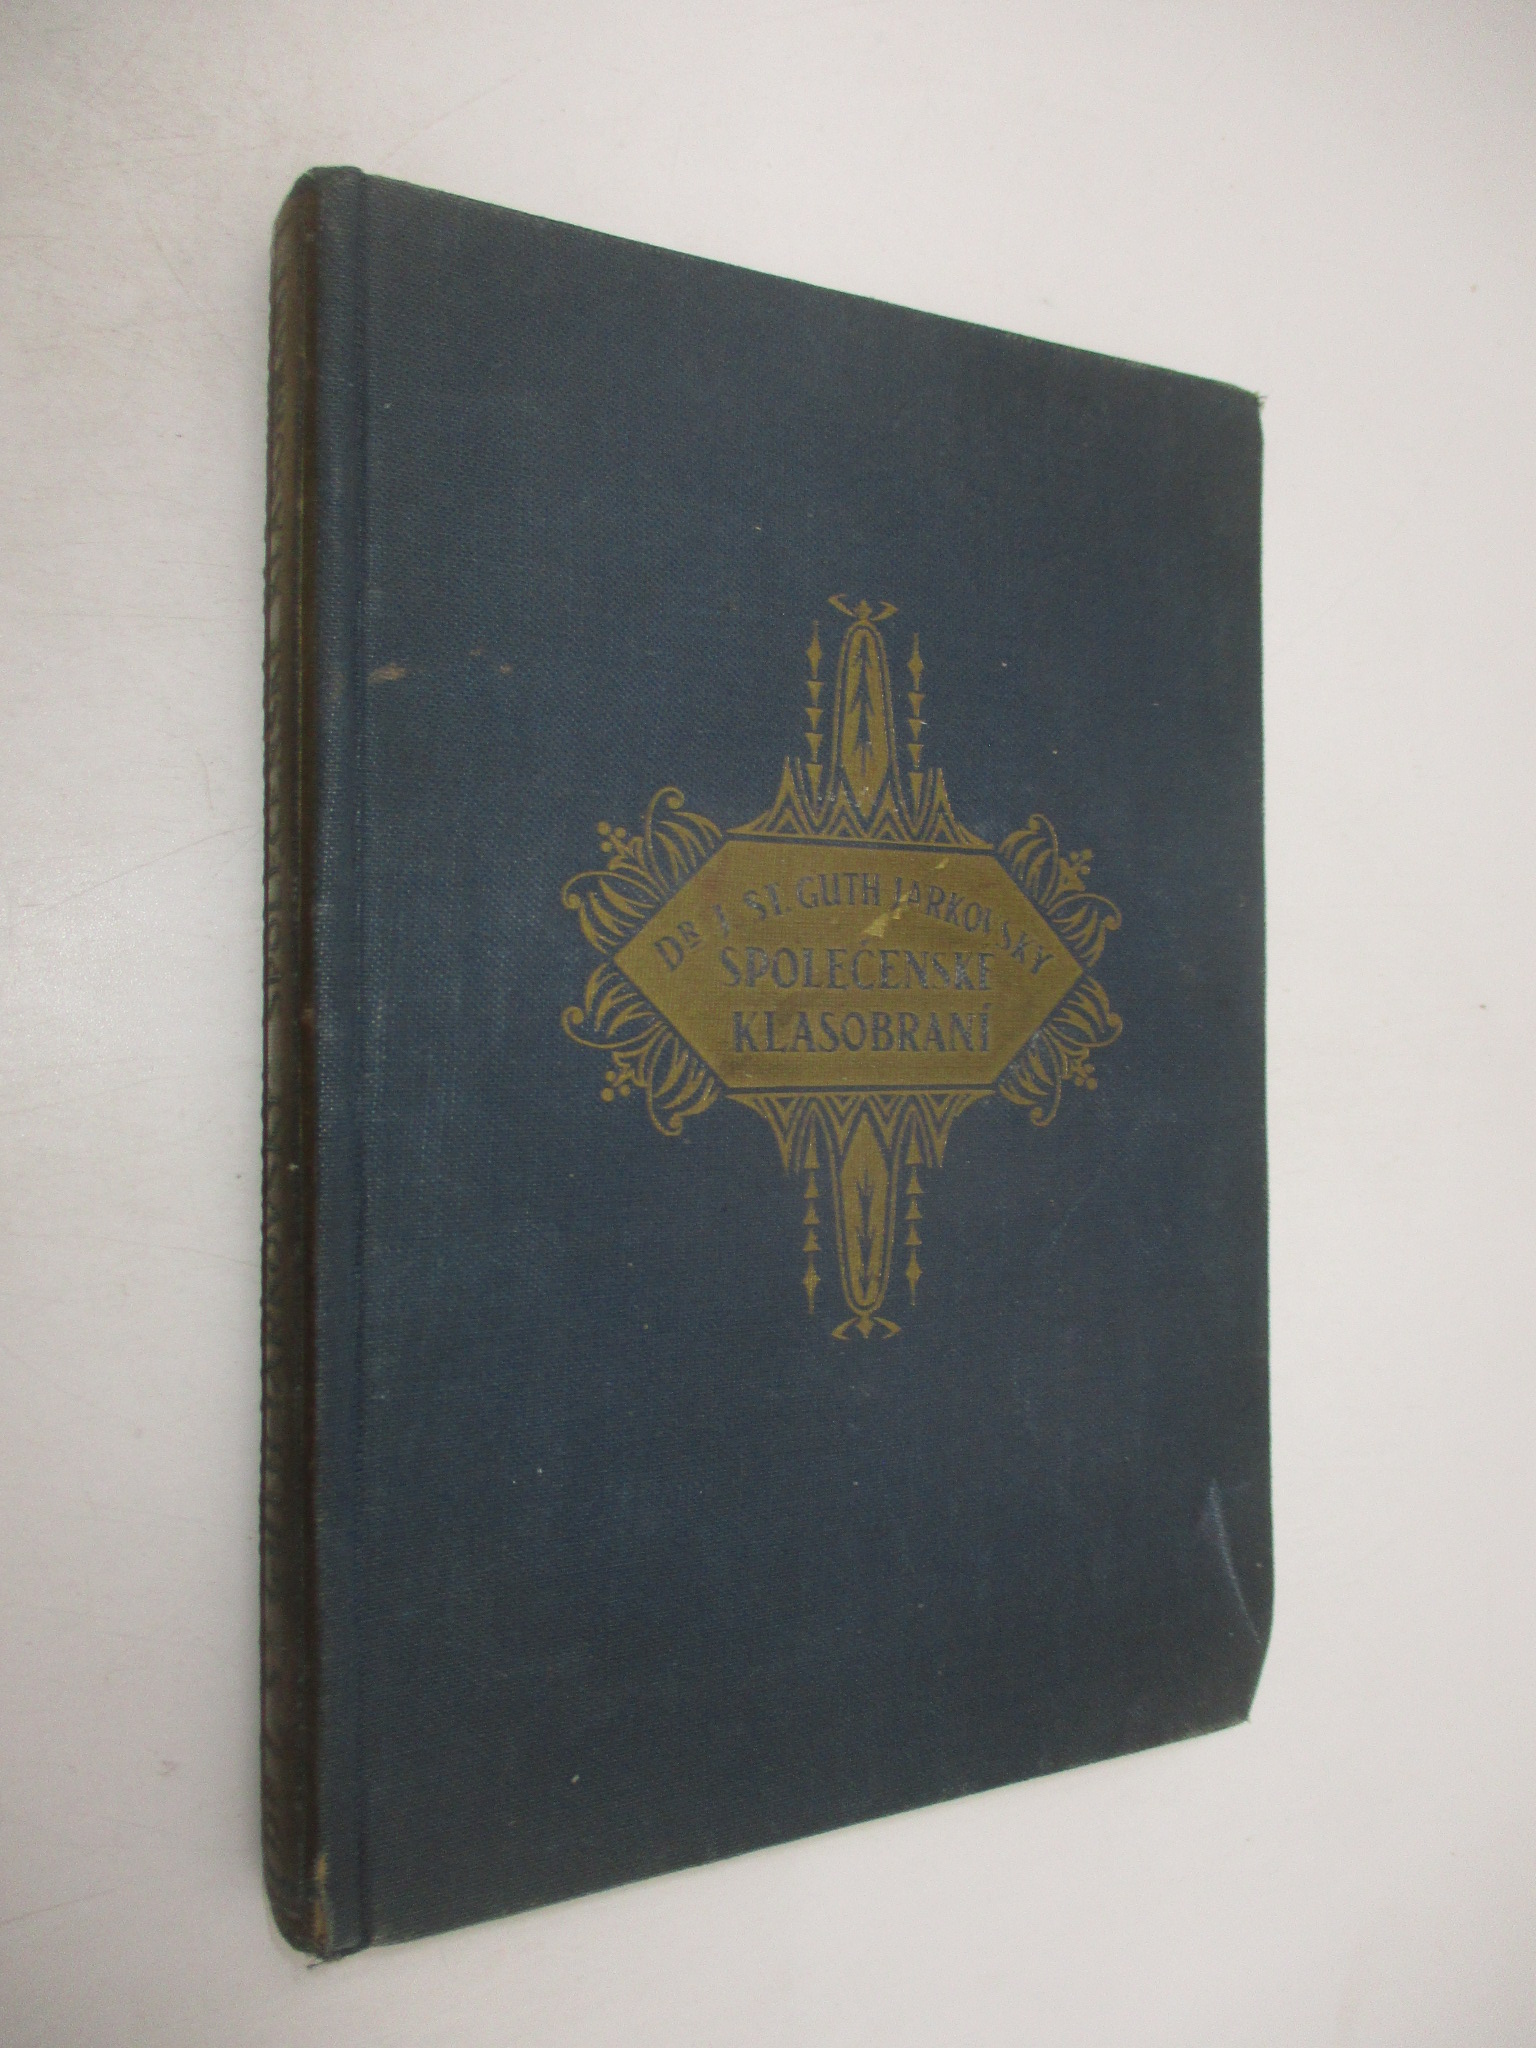 DR J. ST. GUTH JARKOVSKÝ
SPOLEČENSKÉ
KLASOBRANÍ